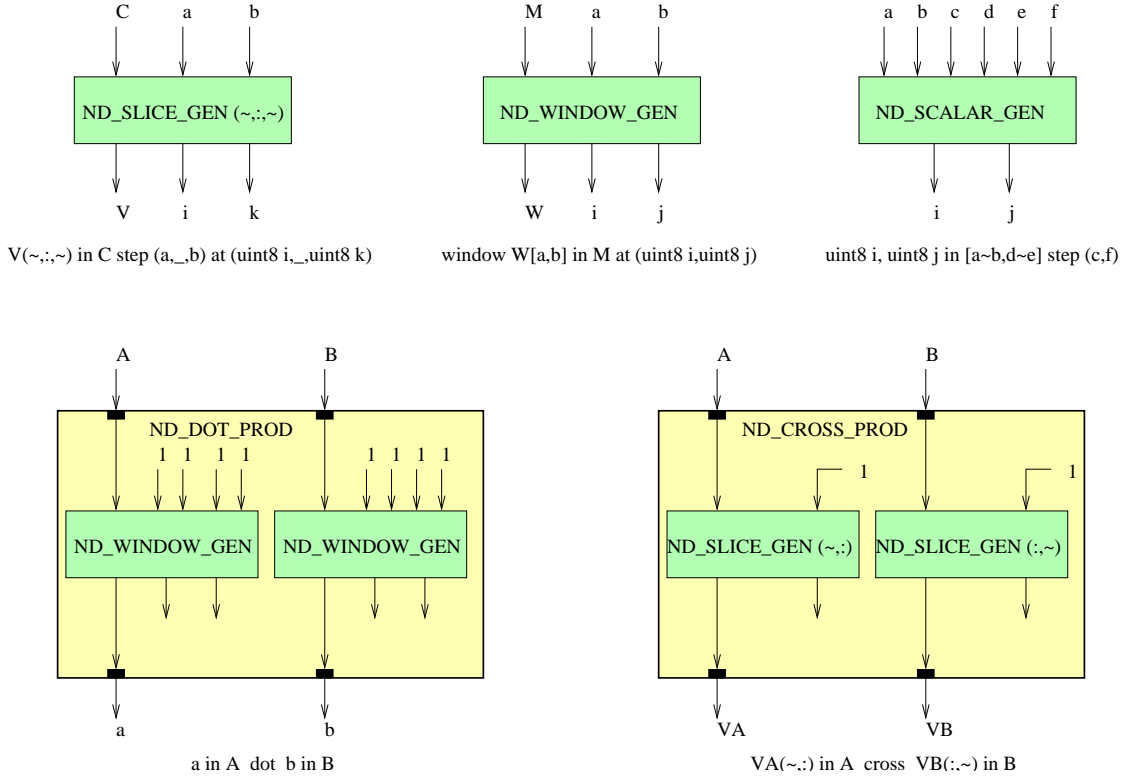 C a b
M a b
a b c d e f
ND_SLICE_GEN (~,:,~)
ND_WINDOW_GEN
ND_SCALAR_GEN
V i k
W i j
i j
V(~,:,~) in C step (a,_,b) at (uint8 i,_,uint8 k)
window W[a,b] in M at (uint8 i,uint8 j)
uint8 i, uint8 j in [a~b,d~e] step (c,f)
A B
A B
ND_DOT_PROD
ND_CROSS_PROD
1 1 1 1
1 1 1 1
1
1
ND_WINDOW_GEN
ND_WINDOW_GEN
ND_SLICE_GEN (~,:)
ND_SLICE_GEN (:,~)
a b
VA VB
a in A dot b in B
VA(~,:) in A cross VB(:,~) in B